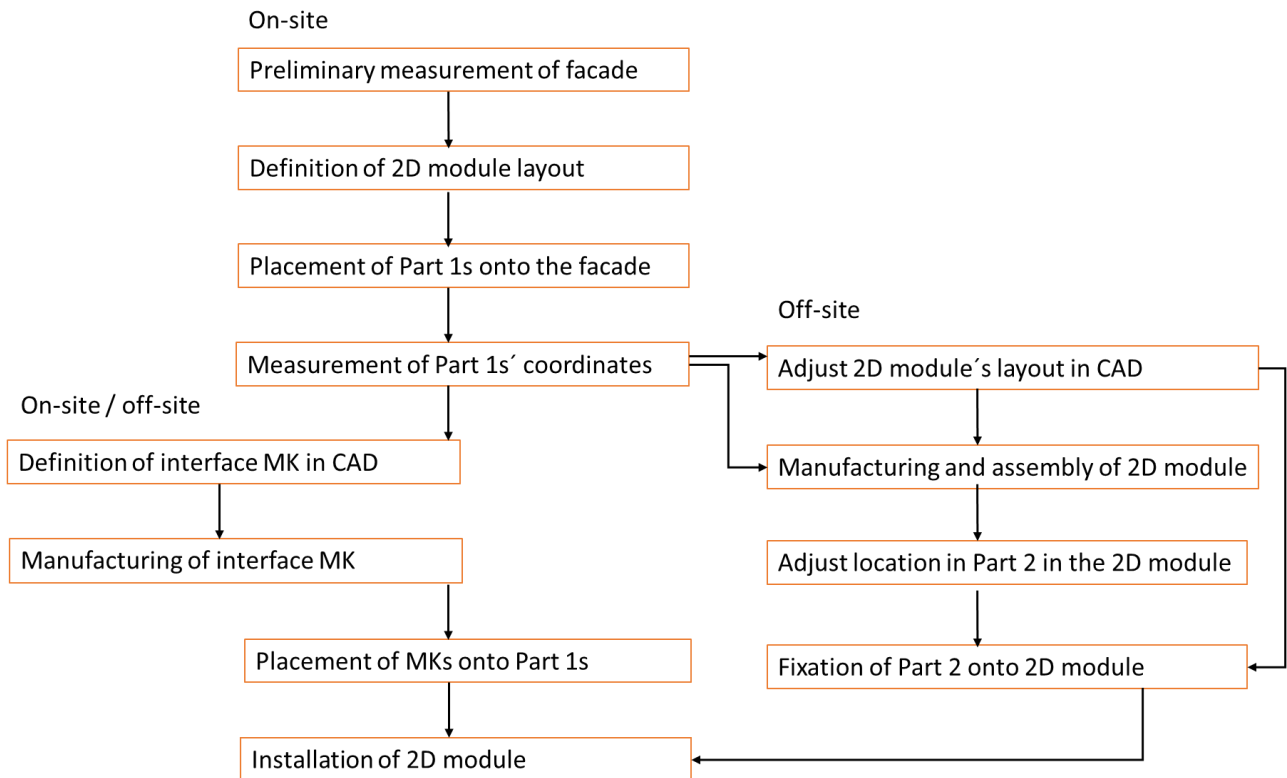 On-site
Preliminary measurement of facade
Definition of 2D module layout
Placement of Part 1s onto the facade
Measurement of Part 1s´ coordinates
On-site / off-site
Definition of interface MK in CAD
Manufacturing of interface MK
Placement of MKs onto Part 1s
Installation of 2D module
Off-site
Adjust 2D module´s layout in CAD
Manufacturing and assembly of 2D module
Adjust location in Part 2 in the 2D module
Fixation of Part 2 onto 2D module